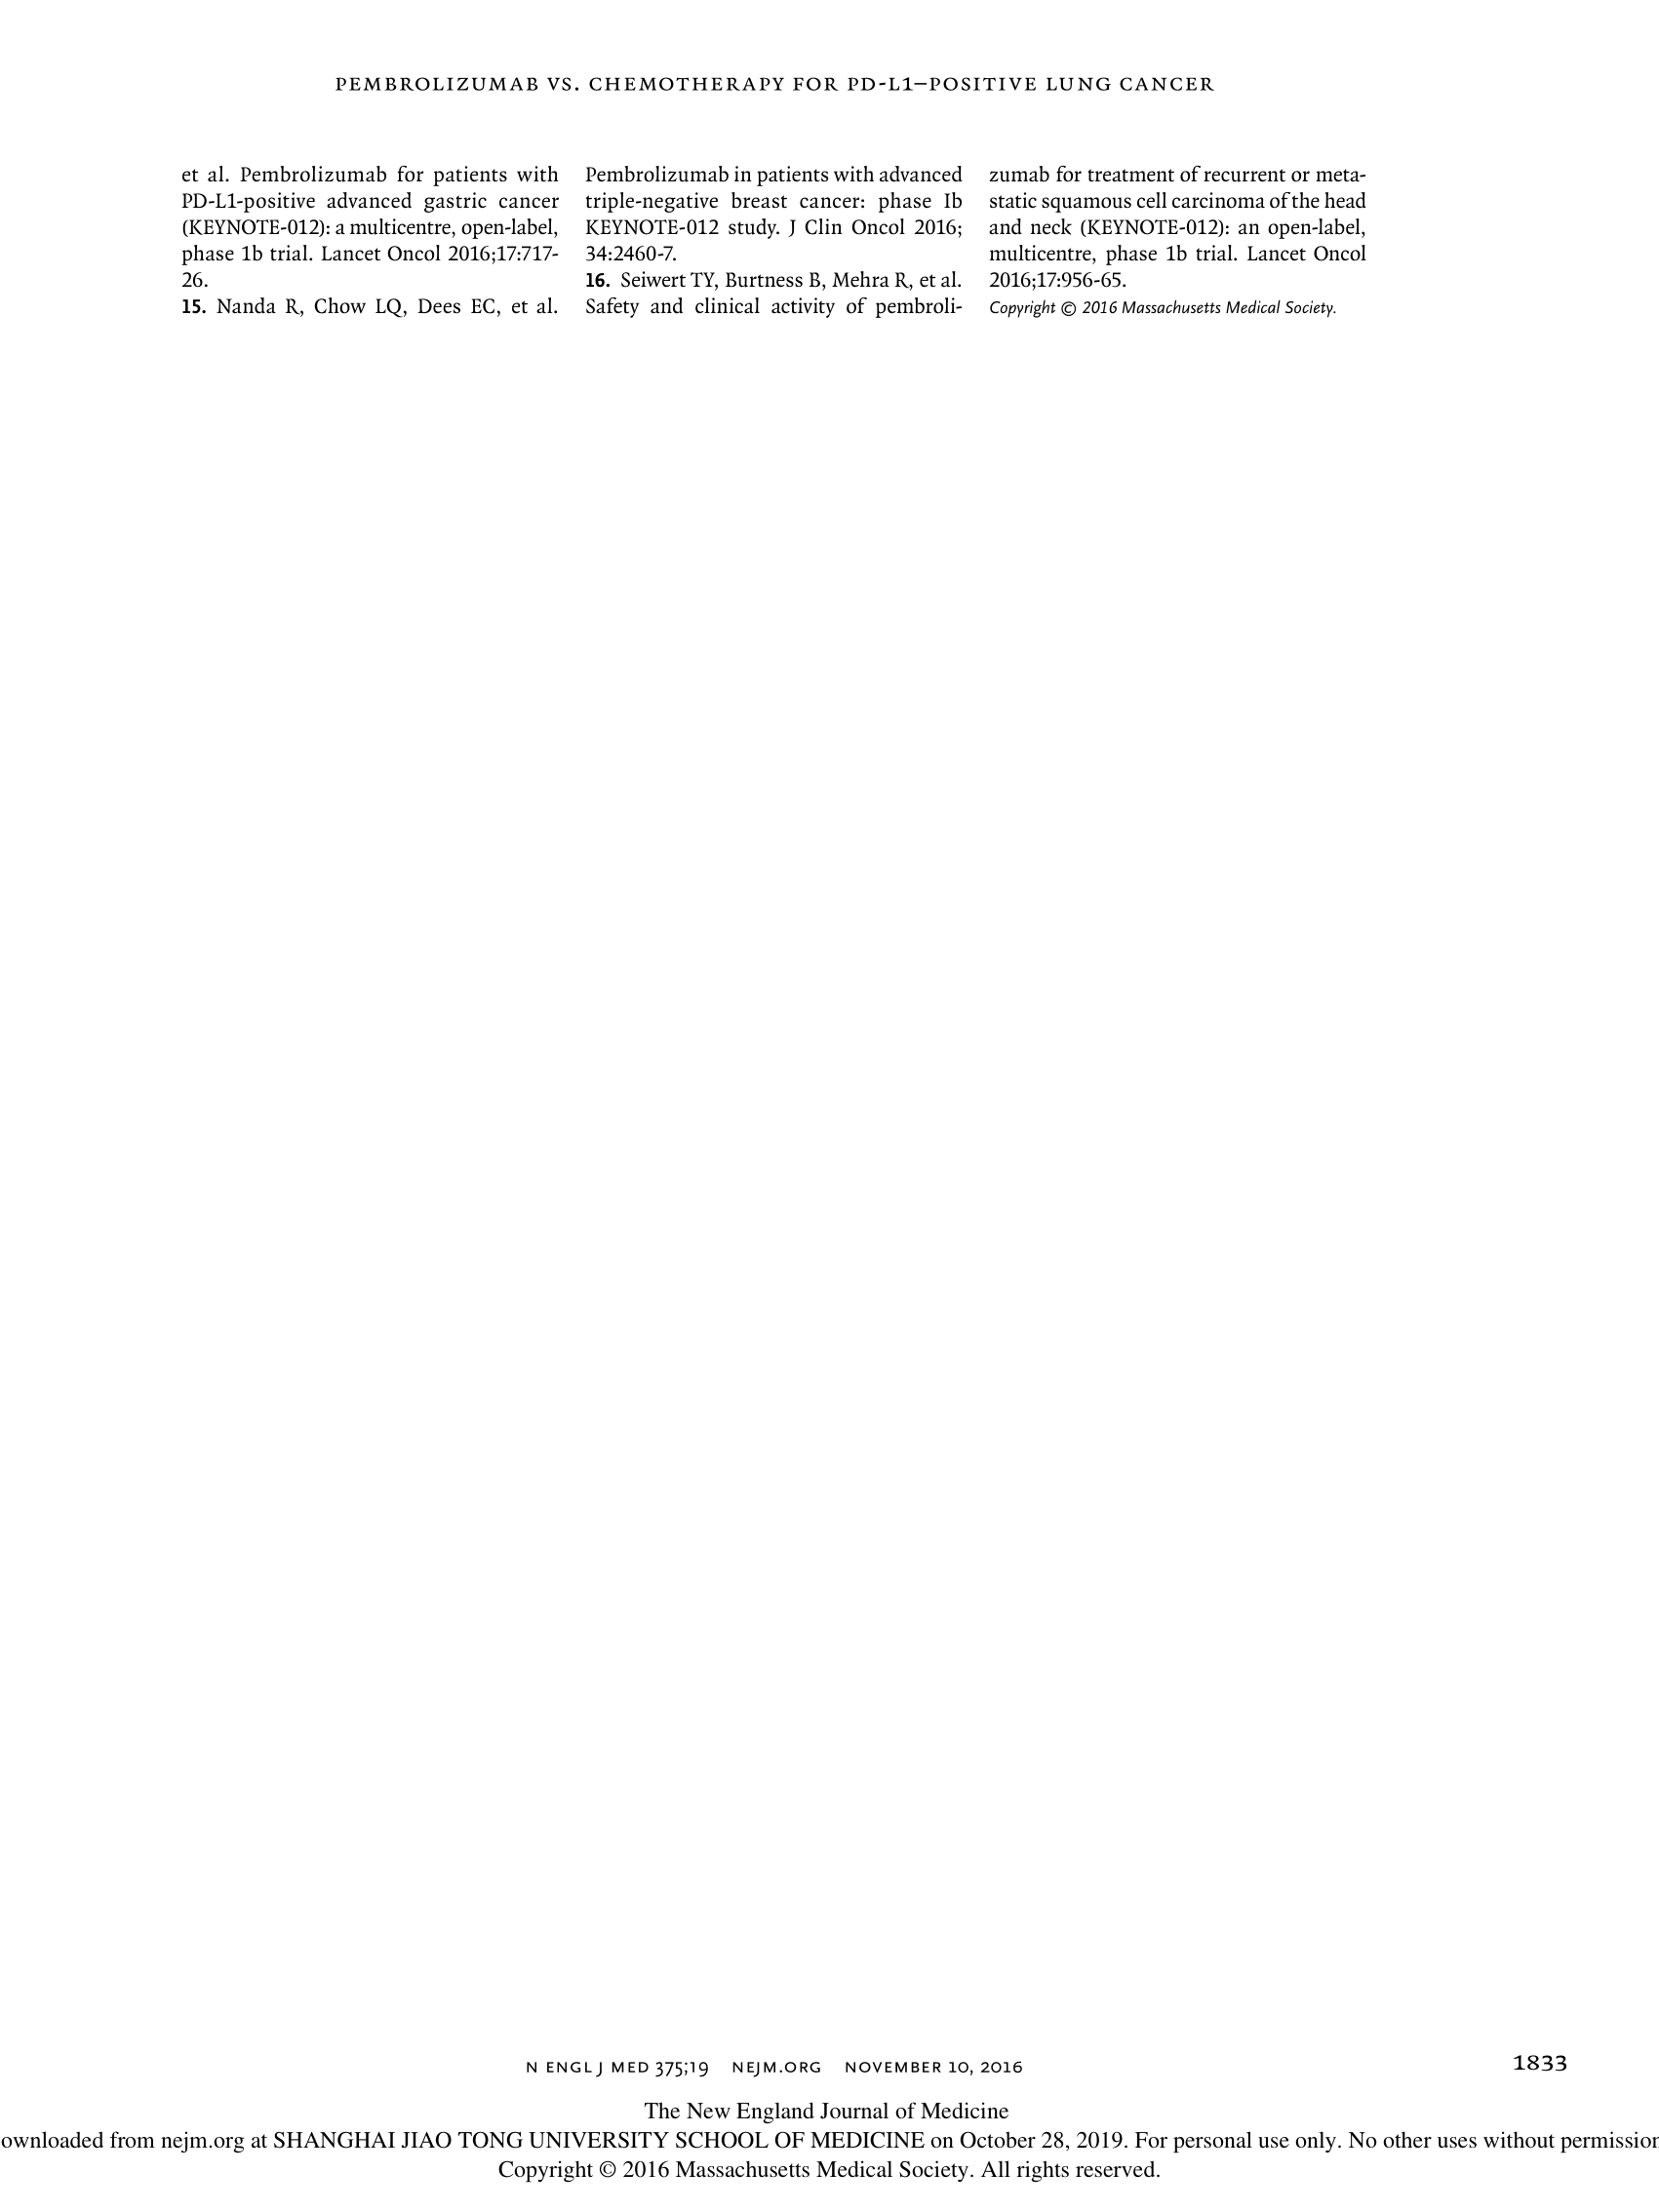 PEMBROLIZUMAB VS. CHEMOTHERAPY FOR PD-L1–POSITIVE LUNG CANCER
et al. Pembrolizumab for patients with
PD-L1-positive advanced gastric cancer
(KEYNOTE-012): a multicentre, open-label,
phase 1b trial. Lancet Oncol 2016;17:717-
26.
15. Nanda R, Chow LQ, Dees EC, et al.
Pembrolizumab in patients with advanced
triple-negative breast cancer: phase Ib
KEYNOTE-012 study. J Clin Oncol 2016;
34:2460-7.
16. Seiwert TY, Burtness B, Mehra R, et al.
Safety and clinical activity of pembroli-
zumab for treatment of recurrent or meta-
static squamous cell carcinoma of the head
and neck (KEYNOTE-012): an open-label,
multicentre, phase 1b trial. Lancet Oncol
2016;17:956-65.
Copyright © 2016 Massachusetts Medical Society.
N ENGL J MED 375;19 NEJM.ORG NOVEMBER 10, 2016
1833
The New England Journal of Medicine
ownloaded from nejm.org at SHANGHAI JIAO TONG UNIVERSITY SCHOOL OF MEDICINE on October 28, 2019. For personal use only. No other uses without permission
Copyright © 2016 Massachusetts Medical Society. All rights reserved.